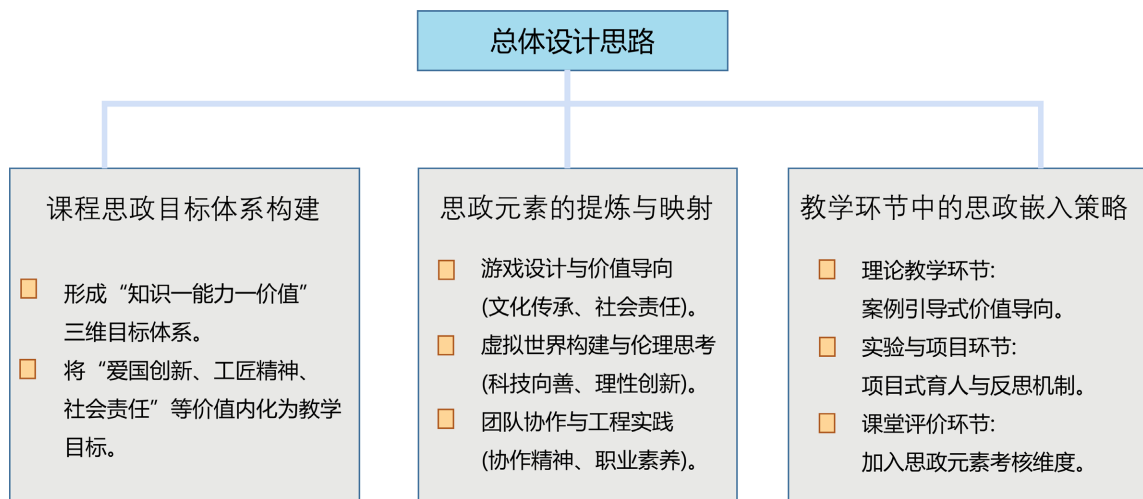 总体设计思路
课程思政目标体系构建
形成“知识一能力一价值”
三维目标体系。
将“爱国创新、工匠精神、
社会责任”等价值内化为教学
目标。
思政元素的提炼与映射
游戏设计与价值导向
(文化传承、社会责任)。
虚拟世界构建与伦理思考
(科技向善、理性创新)。
团队协作与工程实践
(协作精神、职业素养)。
教学环节中的思政嵌入策略
理论教学环节:
案例引导式价值导向。
实验与项目环节:
项目式育人与反思机制。
课堂评价环节:
加入思政元素考核维度。